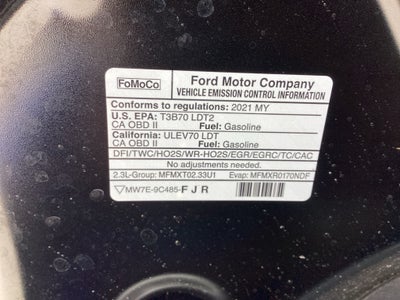 FoMoCo
Ford Motor Company
VEHICLE EMISSION CONTROL INFORMATION
Conforms to regulations: 2021 MY
U.S. EPA: T3B70 LDT2
CA OBD II Fuel: Gasoline
California: ULEV70 LDT
CA OBD II Fuel: Gasoline
DFI/TWC/HO2S/WR-HO2S/EGR/EGRC/TC/CAC
No adjustments needed.
2.3L-Group: MFMXT02.33U1 Evap: MFMXR0170NDF
MW7E-9C485-F J R